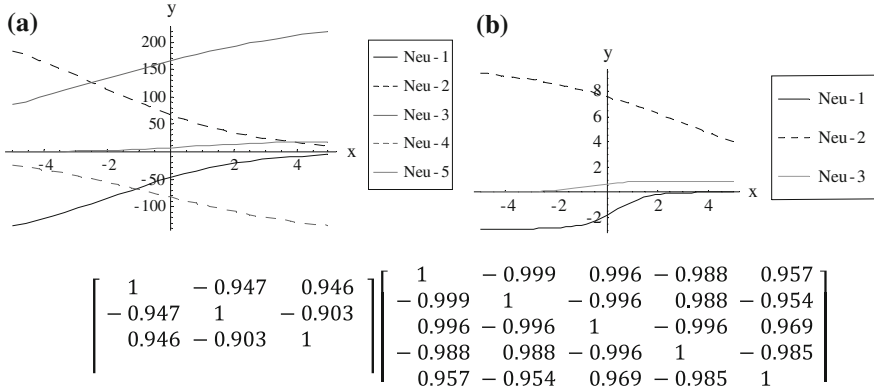 (a)
y
200
150
100
50
-50
-100
-4
-2
2
4
x
Neu - 1
Neu - 2
Neu - 3
Neu - 4
Neu - 5
(b)
y
8
6
4
2
-2
-4
-2
2
4
x
Neu - 1
Neu - 2
Neu - 3
1 − 0.947 0.946
− 0.947 1 − 0.903
0.946 − 0.903 1
1 − 0.999 0.996 − 0.988 0.957
− 0.999 1 − 0.996 0.988 − 0.954
0.996 − 0.996 1 − 0.996 0.969
− 0.988 0.988 − 0.996 1 − 0.985
0.957 − 0.954 0.969 − 0.985 1